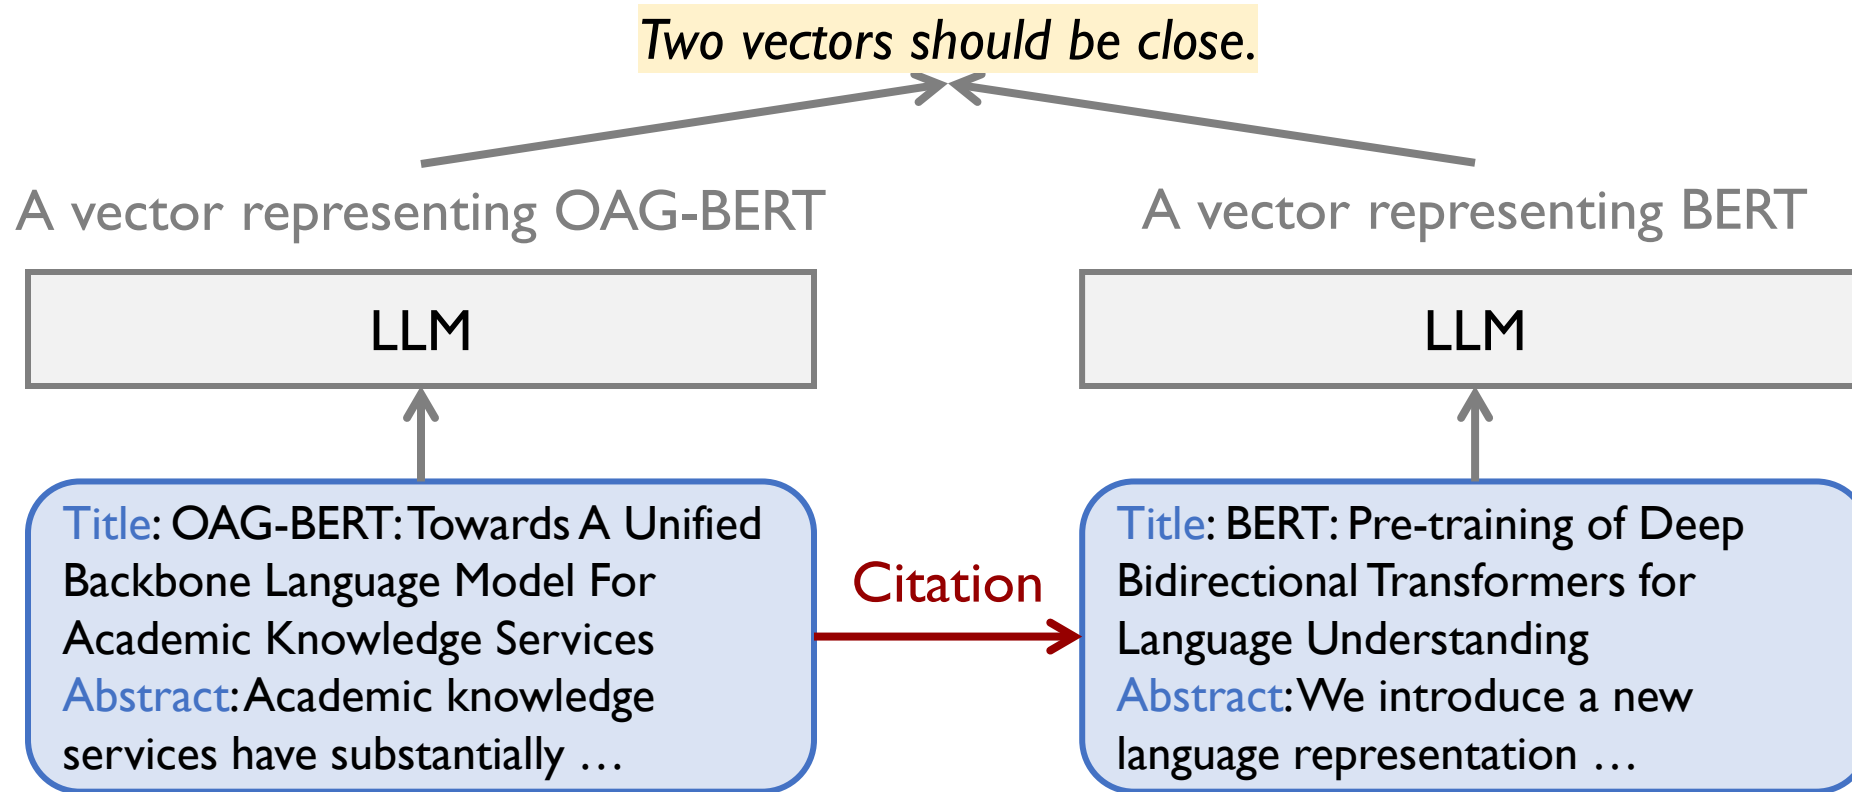 Two vectors should be close.
A vector representing OAG-BERT
A vector representing BERT
LLM
LLM
Title: OAG-BERT: Towards A Unified
Backbone Language Model For
Academic Knowledge Services
Abstract: Academic knowledge
services have substantially …
Citation
Title: BERT: Pre-training of Deep
Bidirectional Transformers for
Language Understanding
Abstract: We introduce a new
language representation …